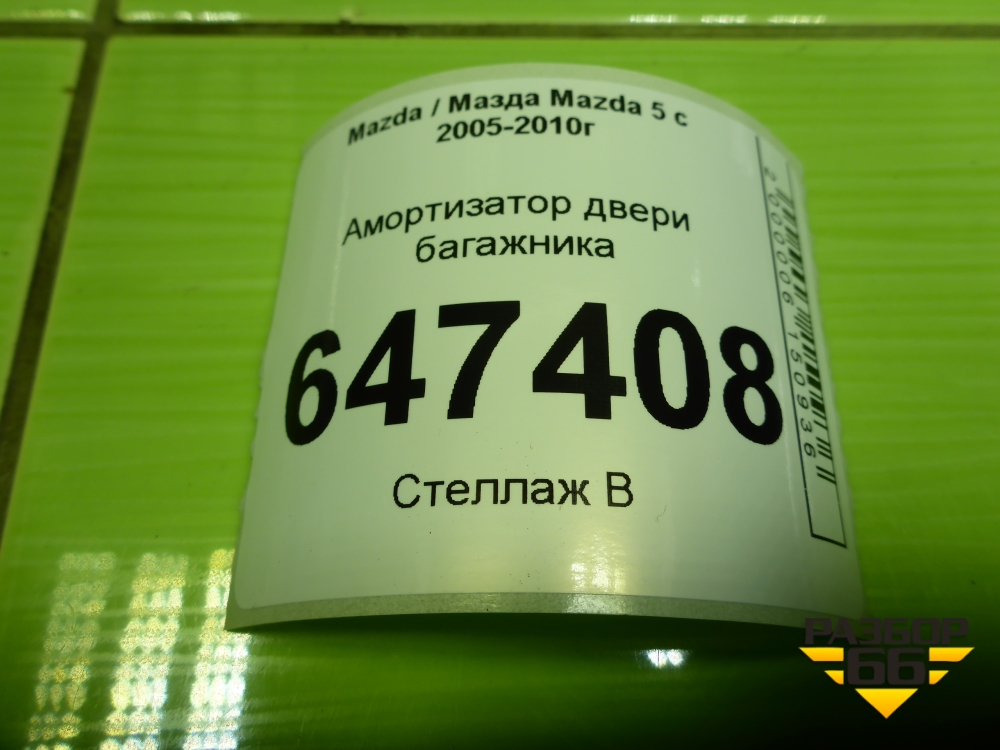 Mazda / Мазда Mazda 5 с
2005-2010г
Амортизатор двери
багажника
647408
Стеллаж В
2000006150936
РАЗБОР
66